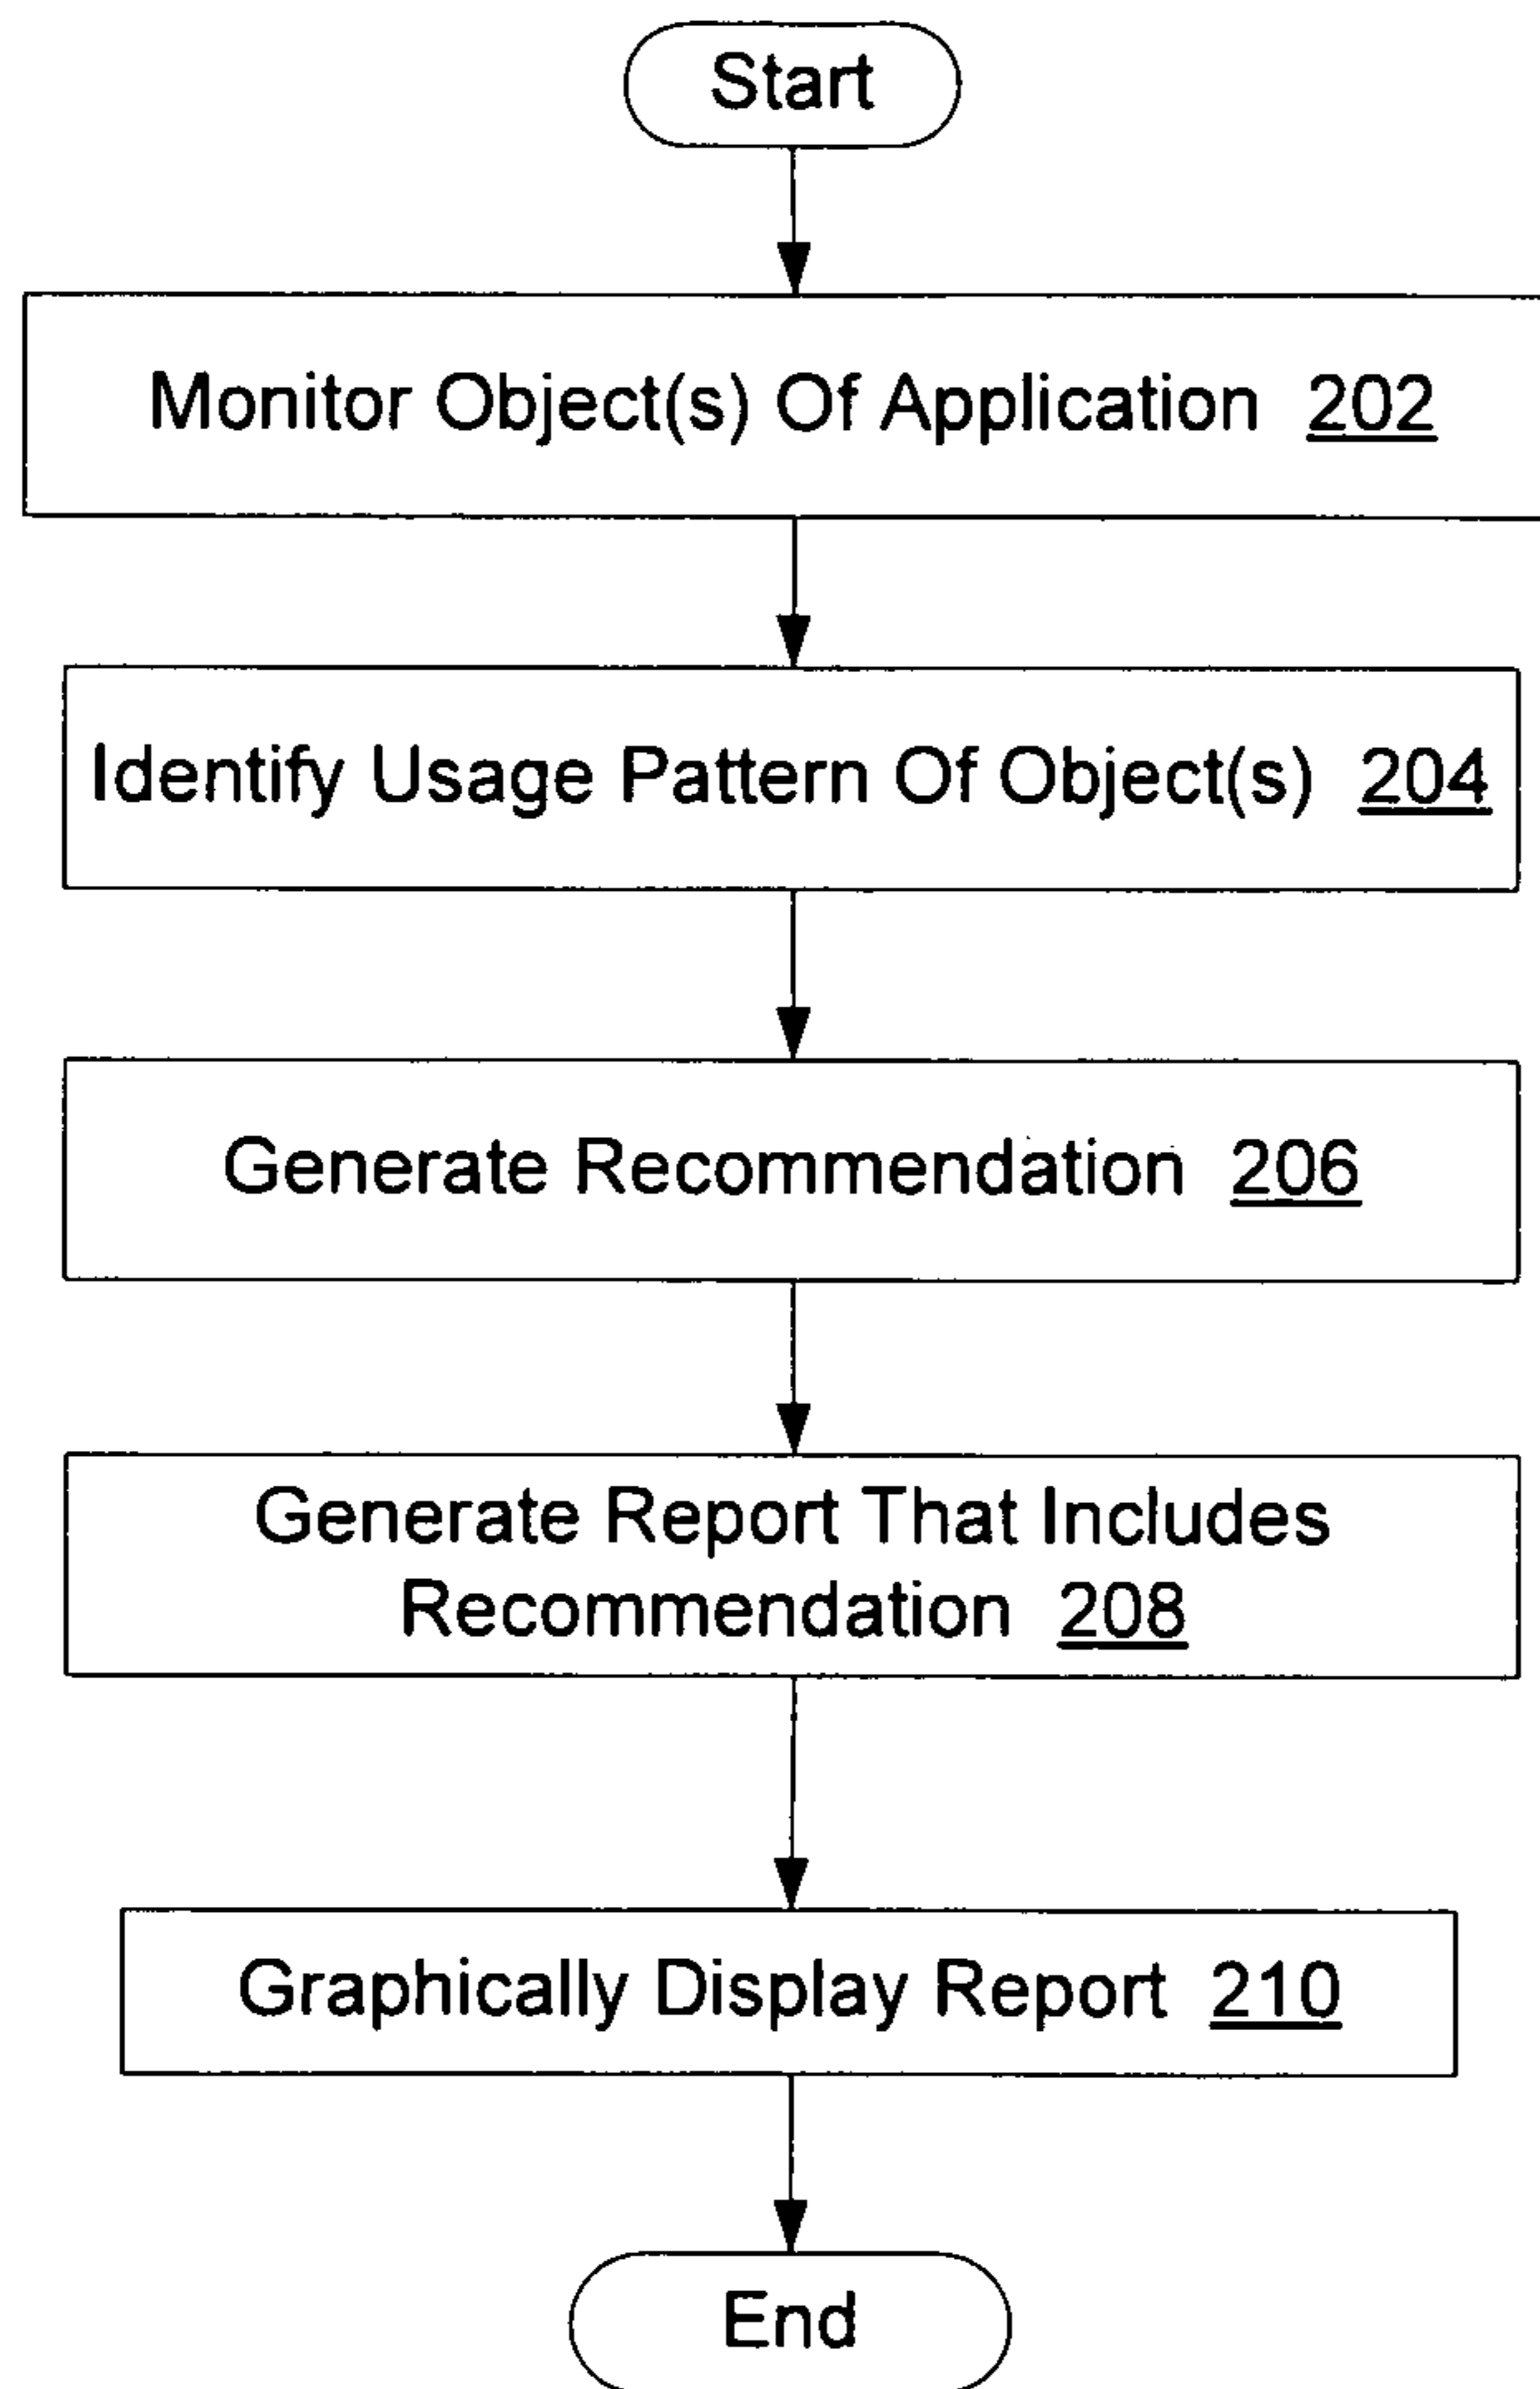 Start
Monitor Object(s) Of Application 202
Identify Usage Pattern Of Object(s) 204
Generate Recommendation 206
Generate Report That Includes
Recommendation 208
Graphically Display Report 210
End